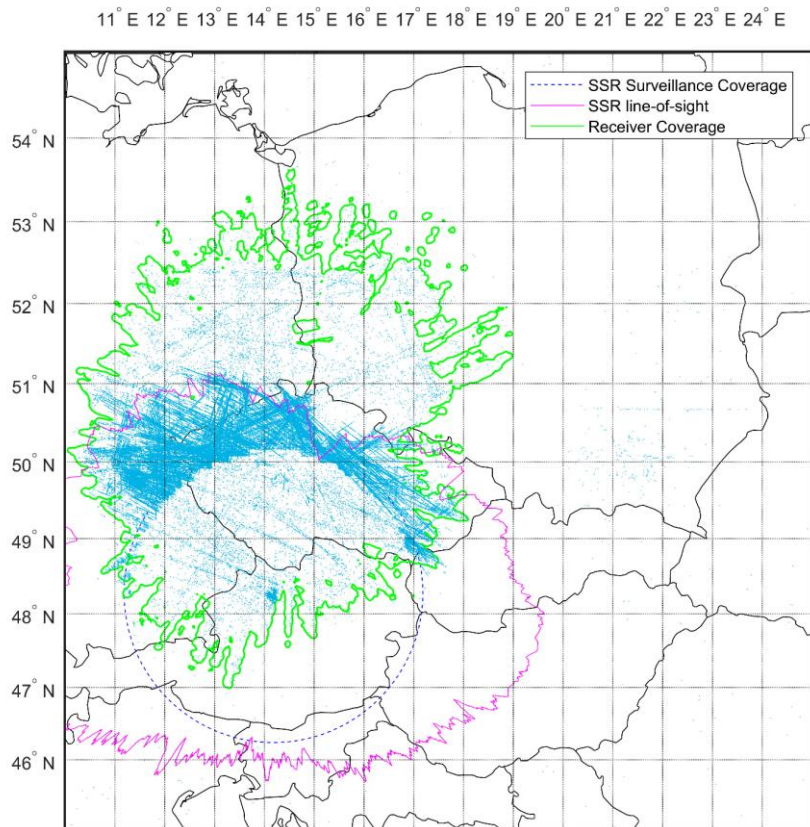 11° E 12° E 13° E 14° E 15° E 16° E 17° E 18° E 19° E 20° E 21° E 22° E 23° E 24° E
SSR Surveillance Coverage
SSR line-of-sight
Receiver Coverage
54° N
53° N
52° N
51° N
50° N
49° N
48° N
47° N
46° N